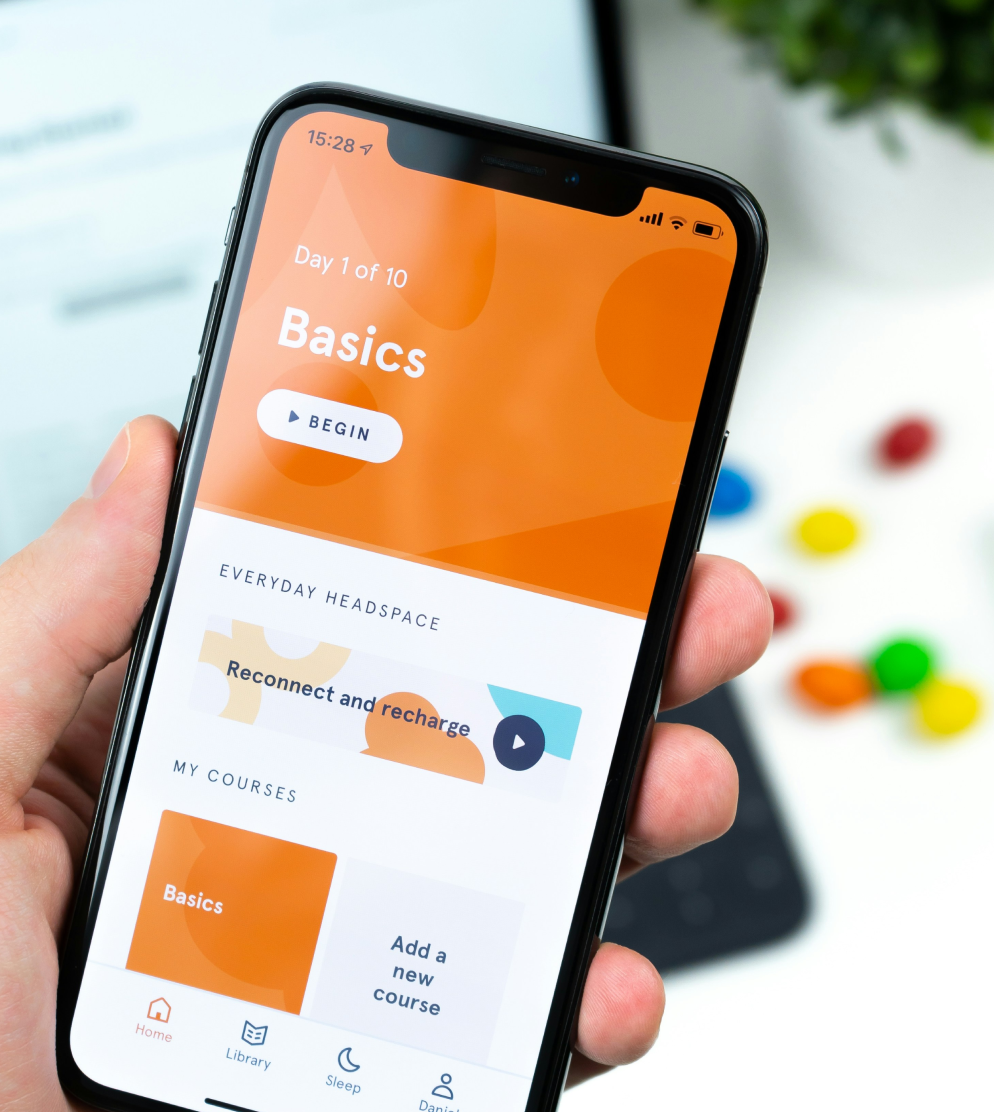 15:28
Day 1 of 10
Basics
BEGIN
EVERYDAY HEADSPACE
Reconnect and recharge
MY COURSES
Basics
Add a
new
course
Home
Library
Sleep